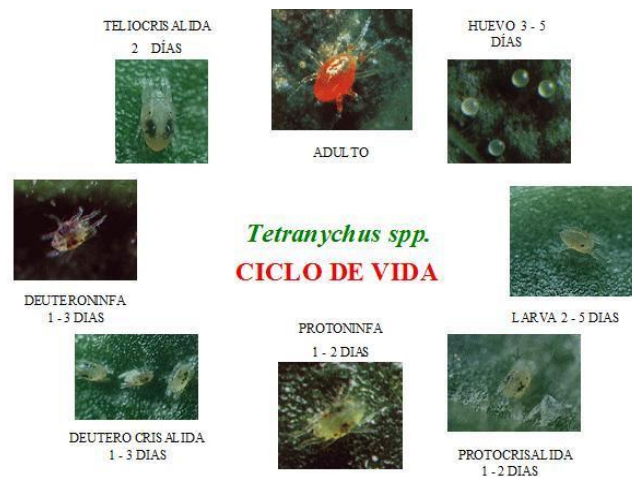 TELIOCRISALIDA
2 DÍAS
ADULTO
HUEVO 3 - 5
DÍAS
Tetranychus spp.
CICLO DE VIDA
LARVA 2 - 5 DIAS
PROTOCRISALIDA
1 - 2 DIAS
PROTONINFA
1 - 2 DIAS
DEUTERO CRISALIDA
1 - 3 DIAS
DEUTERONINFA
1 - 3 DIAS